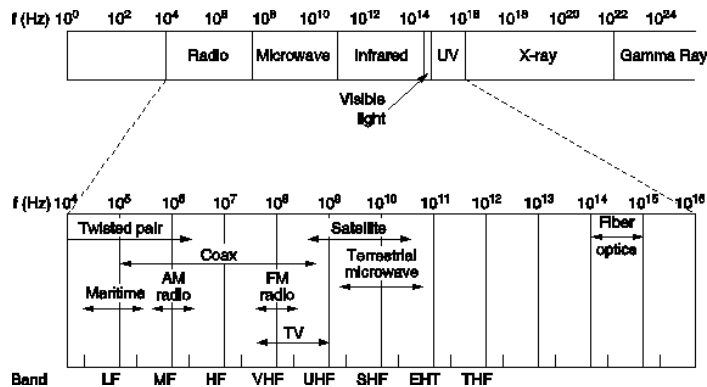 f (Hz) 10⁰ 10² 10⁴ 10⁶ 10⁸ 10¹⁰ 10¹² 10¹⁴ 10¹⁶ 10¹⁸ 10²⁰ 10²² 10²⁴
Radio Microwave Infrared UV X-ray Gamma Ray
Visible
light
f (Hz) 10⁴ 10⁵ 10⁶ 10⁷ 10⁸ 10⁹ 10¹⁰ 10¹¹ 10¹² 10¹³ 10¹⁴ 10¹⁵ 10¹⁶
Twisted pair
Satellite
Fiber
optics
Coax
Terrestrial
microwave
Maritime
AM
radio
FM
radio
TV
Band LF MF HF VHF UHF SHF EHT THF